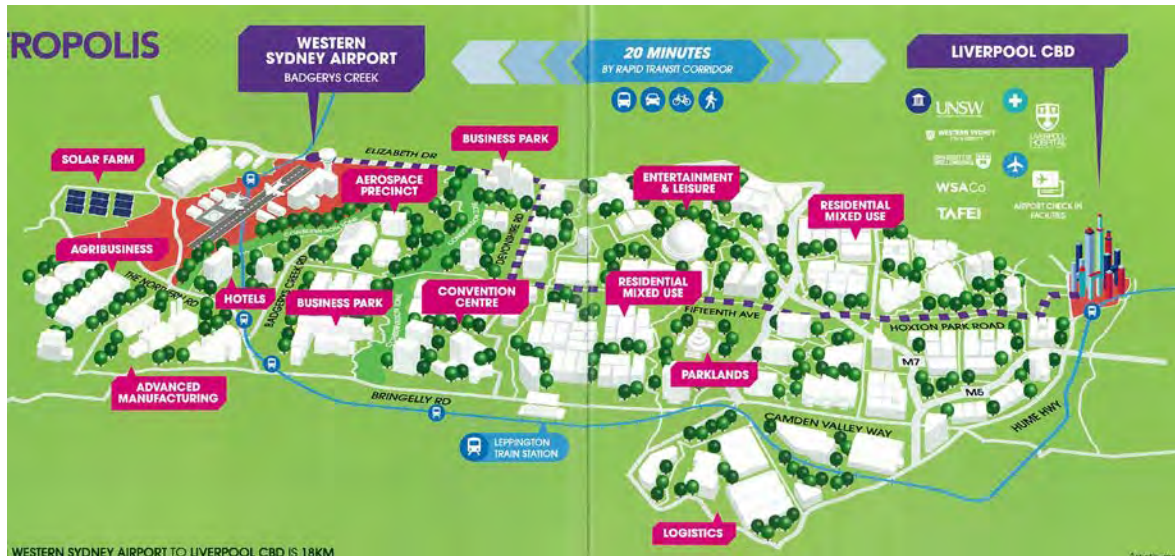 TROPOLIS
WESTERN
SYDNEY AIRPORT
BADGERYS CREEK
20 MINUTES
BY RAPID TRANSIT CORRIDOR
LIVERPOOL CBD
UNSW
WESTERN SYDNEY
LIVERPOOL
HOSPITAL
WSACo
TAFE
AIRPORT CHECK IN
FACILITIES
SOLAR FARM
ELIZABETH DR
BUSINESS PARK
AEROSPACE
PRECINCT
ENTERTAINMENT
& LEISURE
RESIDENTIAL
MIXED USE
AGRIBUSINESS
THE NORTHERN RD
HOTELS
BADGERYS CREEK RD
BUSINESS PARK
CONVENTION
CENTRE
DEVONSHIRE RD
RESIDENTIAL
MIXED USE
FIFTEENTH AVE
HOXTON PARK ROAD
PARKLANDS
M7
M5
HUME HWY
ADVANCED
MANUFACTURING
BRINGELLY RD
CAMDEN VALLEY WAY
LEPPINGTON
TRAIN STATION
LOGISTICS
WESTERN SYDNEY AIRPORT TO LIVERPOOL CBD IS 18KM